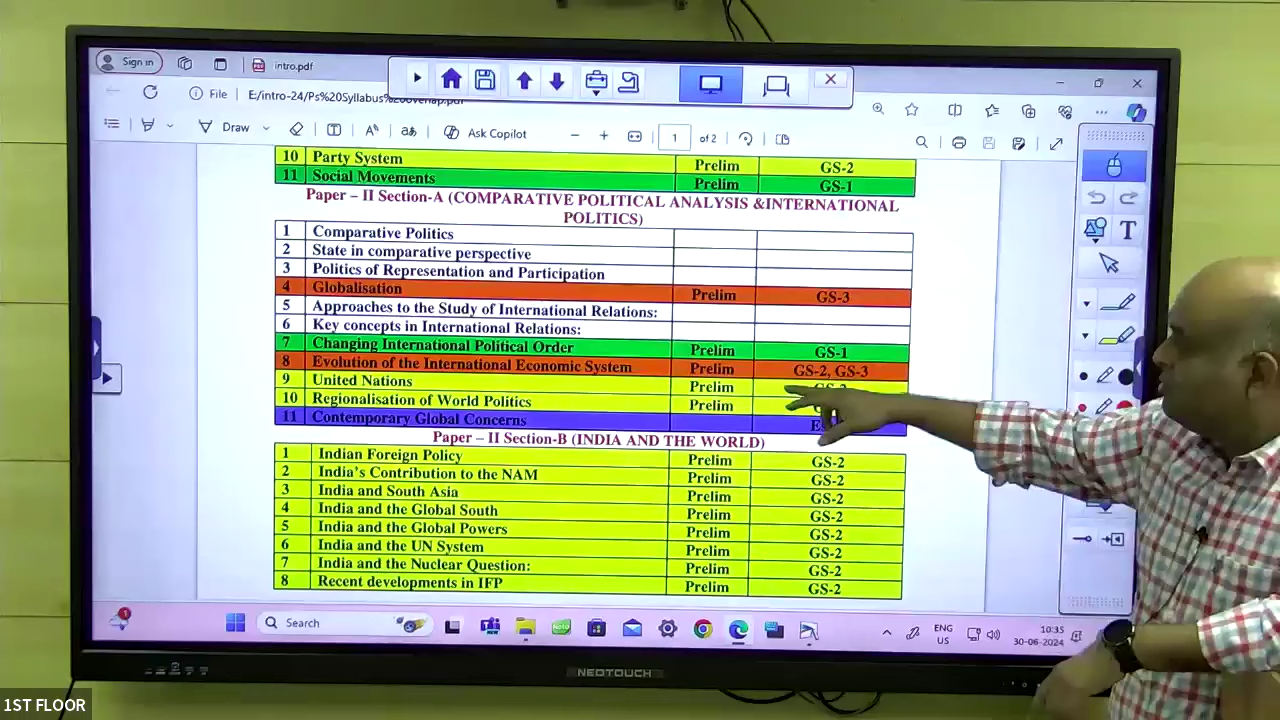 Sign in
intro.pdf
File E:/intro-24/Ps%20Syllabus%20overlap.pdf
Draw
Ask Copilot
1 of 2
10 Party System Prelim GS-2
11 Social Movements Prelim GS-1
Paper – II Section-A (COMPARATIVE POLITICAL ANALYSIS &INTERNATIONAL
POLITICS)
1 Comparative Politics
2 State in comparative perspective
3 Politics of Representation and Participation
4 Globalisation Prelim GS-3
5 Approaches to the Study of International Relations:
6 Key concepts in International Relations:
7 Changing International Political Order Prelim GS-1
8 Evolution of the International Economic System Prelim GS-2, GS-3
9 United Nations Prelim
10 Regionalisation of World Politics Prelim
11 Contemporary Global Concerns
Paper – II Section-B (INDIA AND THE WORLD)
1 Indian Foreign Policy Prelim GS-2
2 India's Contribution to the NAM Prelim GS-2
3 India and South Asia Prelim GS-2
4 India and the Global South Prelim GS-2
5 India and the Global Powers Prelim GS-2
6 India and the UN System Prelim GS-2
7 India and the Nuclear Question: Prelim GS-2
8 Recent developments in IFP Prelim GS-2
Search
ENG
US
10:35
30-06-2024
NEOTOUCH
1ST FLOOR